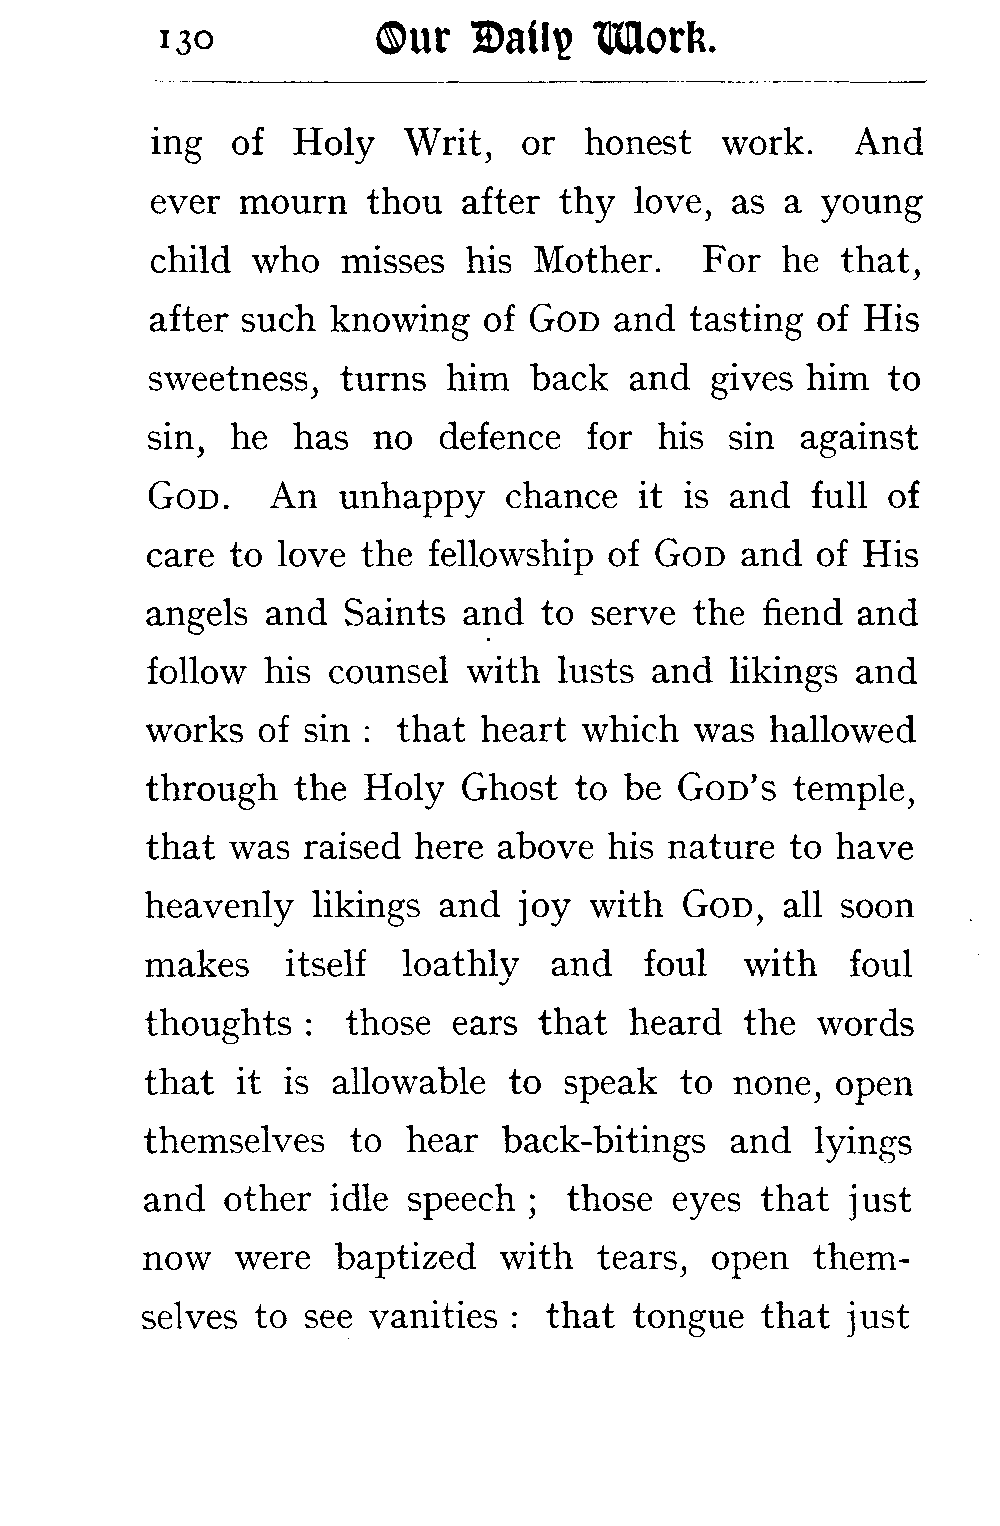 130 Our Daily Work.
ing of Holy Writ, or honest work. And
ever mourn thou after thy love, as a young
child who misses his Mother. For he that,
after such knowing of GOD and tasting of His
sweetness, turns him back and gives him to
sin, he has no defence for his sin against
GOD. An unhappy chance it is and full of
care to love the fellowship of GOD and of His
angels and Saints and to serve the fiend and
follow his counsel with lusts and likings and
works of sin : that heart which was hallowed
through the Holy Ghost to be GOD'S temple,
that was raised here above his nature to have
heavenly likings and joy with GOD, all soon
makes itself loathly and foul with foul
thoughts : those ears that heard the words
that it is allowable to speak to none, open
themselves to hear back-bitings and lyings
and other idle speech ; those eyes that just
now were baptized with tears, open them-
selves to see vanities : that tongue that just